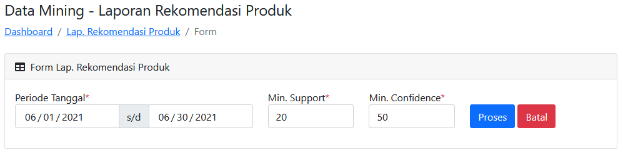 Data Mining - Laporan Rekomendasi Produk
Dashboard / Lap. Rekomendasi Produk / Form
Form Lap. Rekomendasi Produk
Periode Tanggal* Min. Support* Min. Confidence*
06/01/2021 s/d 06/30/2021 20 50 Proses Batal